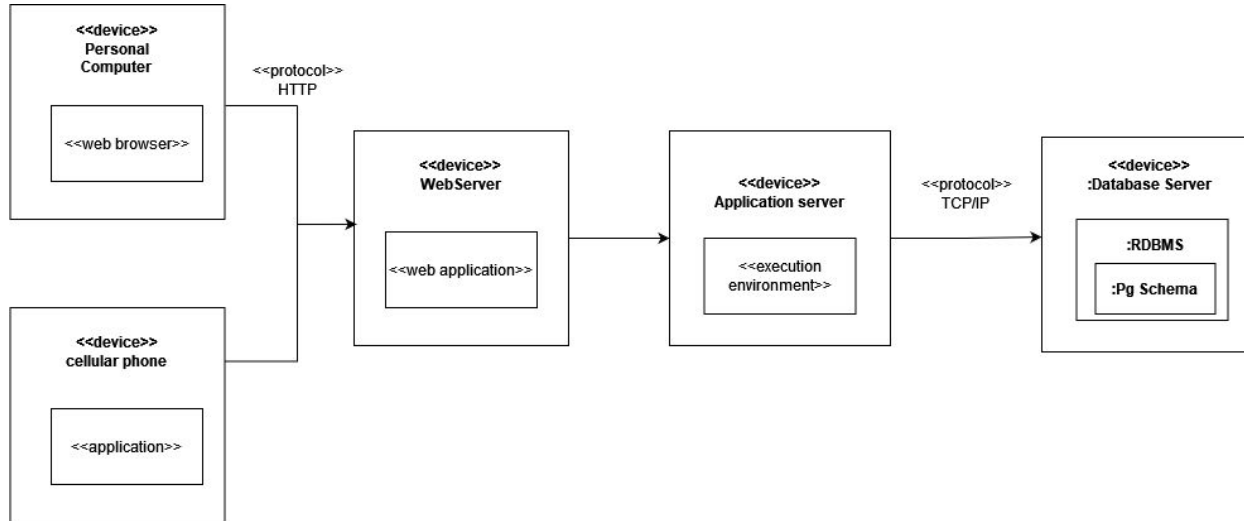 <<device>>
Personal
Computer
<<web browser>>
<<protocol>>
HTTP
<<device>>
cellular phone
<<application>>
<<device>>
WebServer
<<web application>>
<<device>>
Application server
<<execution
environment>>
<<protocol>>
TCP/IP
<<device>>
:Database Server
:RDBMS
:Pg Schema